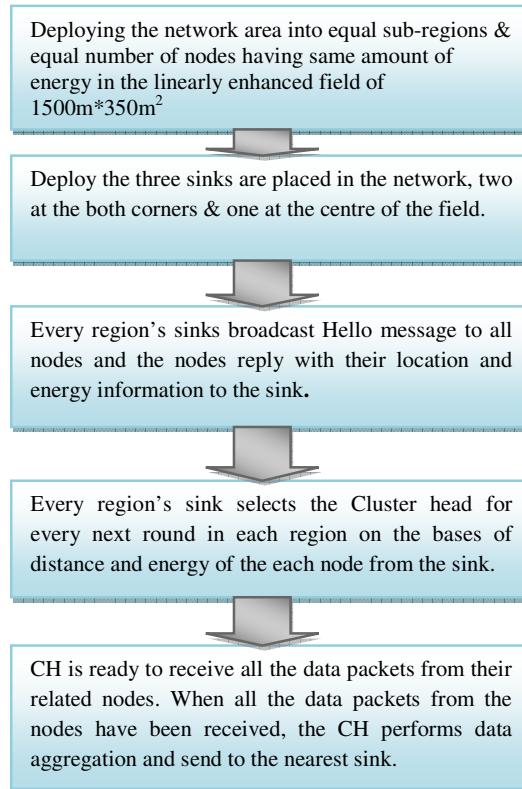 Deploying the network area into equal sub-regions &
equal number of nodes having same amount of
energy in the linearly enhanced field of
1500m*350m²
Deploy the three sinks are placed in the network, two
at the both corners & one at the centre of the field.
Every region’s sinks broadcast Hello message to all
nodes and the nodes reply with their location and
energy information to the sink.
Every region’s sink selects the Cluster head for
every next round in each region on the bases of
distance and energy of the each node from the sink.
CH is ready to receive all the data packets from their
related nodes. When all the data packets from the
nodes have been received, the CH performs data
aggregation and send to the nearest sink.